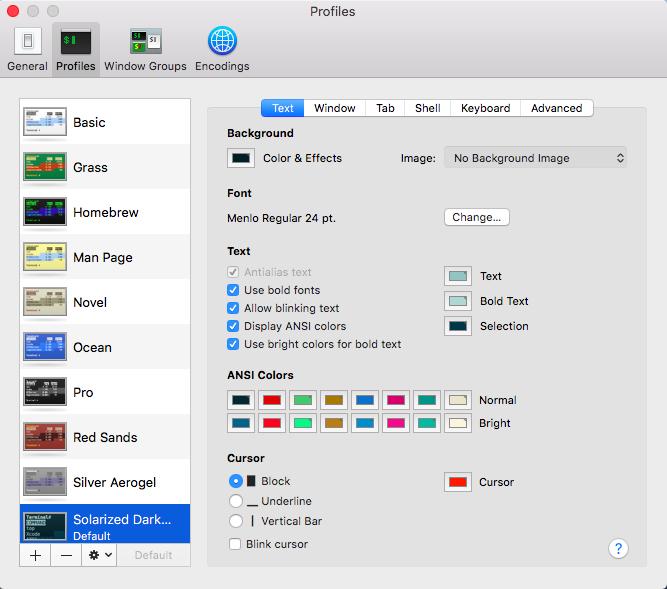 Profiles
General
Profiles
Window Groups
Encodings
Basic
Grass
Homebrew
Man Page
Novel
Ocean
Pro
Red Sands
Silver Aerogel
Solarized Dark...
Default
Default
Text
Window
Tab
Shell
Keyboard
Advanced
Background
Color & Effects
Image:
No Background Image
Font
Menlo Regular 24 pt.
Change...
Text
Antialias text
Use bold fonts
Allow blinking text
Display ANSI colors
Use bright colors for bold text
Text
Bold Text
Selection
ANSI Colors
Normal
Bright
Cursor
Block
Underline
Vertical Bar
Blink cursor
Cursor
?